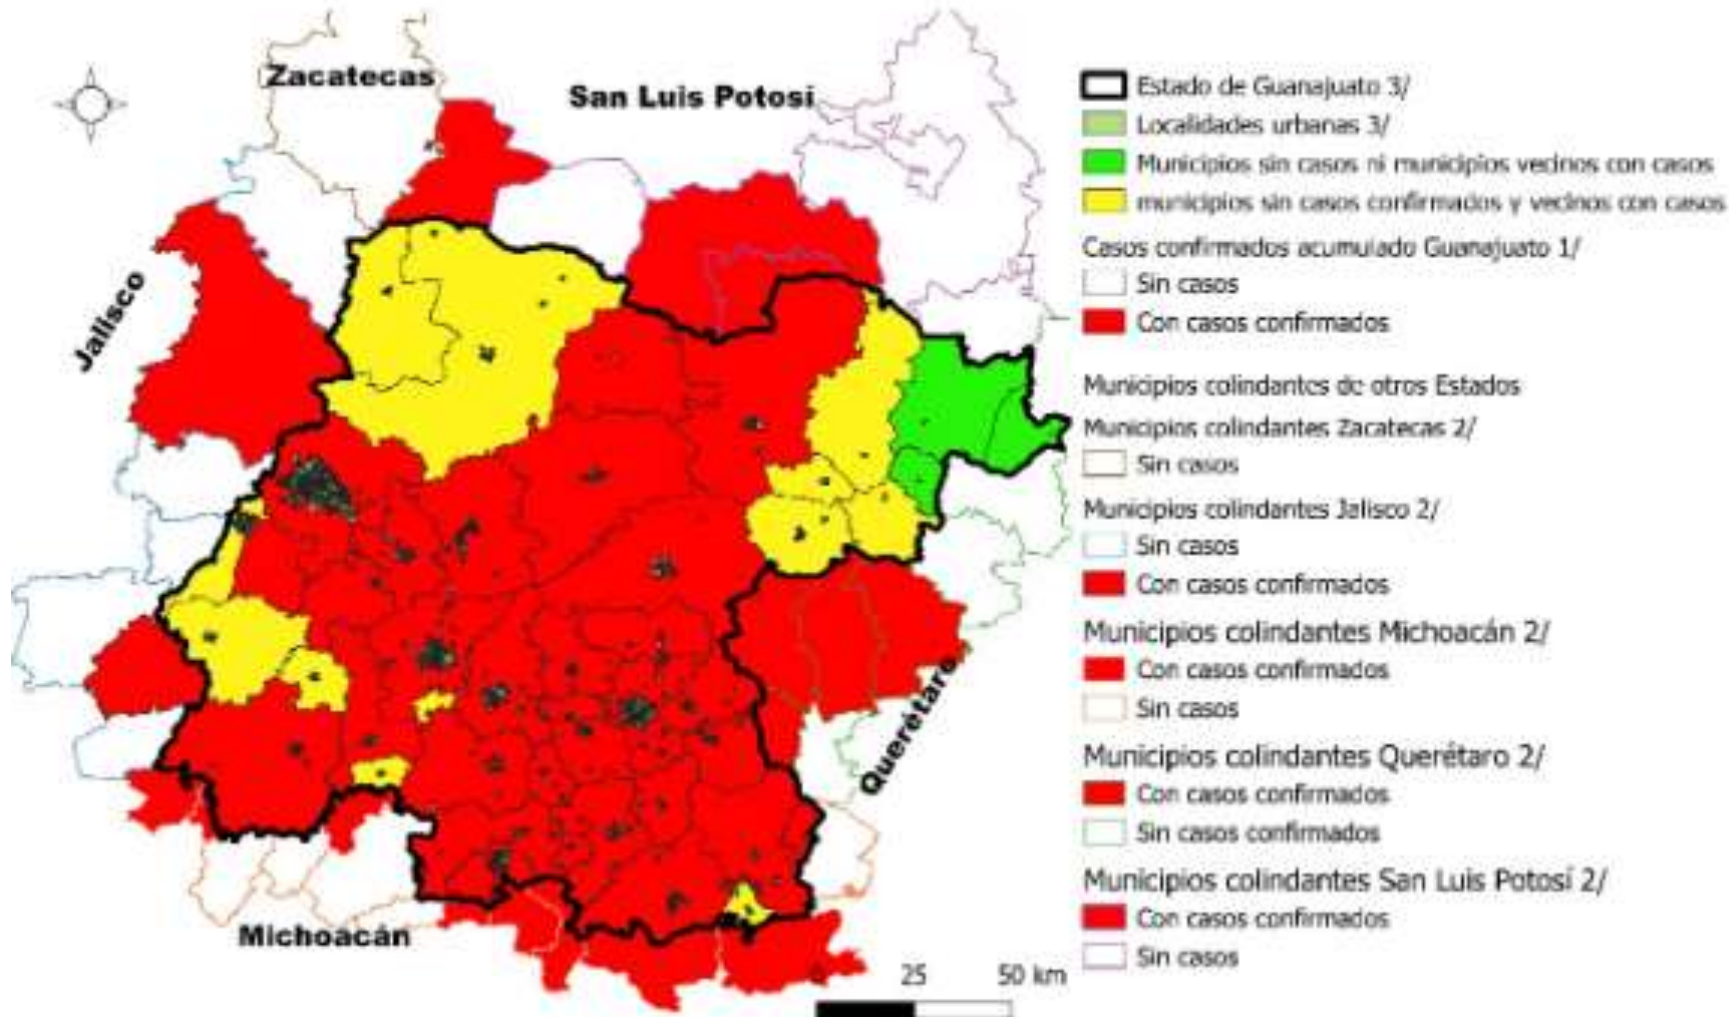 Zacatecas
San Luis Potosí
Jalisco
Querétaro
Michoacán
0 25 50 km
Estado de Guanajuato 3/
Localidades urbanas 3/
Municipios sin casos ni municipios vecinos con casos
municipios sin casos confirmados y vecinos con casos
Casos confirmados acumulado Guanajuato 1/
Sin casos
Con casos confirmados
Municipios colindantes de otros Estados
Municipios colindantes Zacatecas 2/
Sin casos
Municipios colindantes Jalisco 2/
Sin casos
Con casos confirmados
Municipios colindantes Michoacán 2/
Con casos confirmados
Sin casos
Municipios colindantes Querétaro 2/
Con casos confirmados
Sin casos confirmados
Municipios colindantes San Luis Potosí 2/
Con casos confirmados
Sin casos